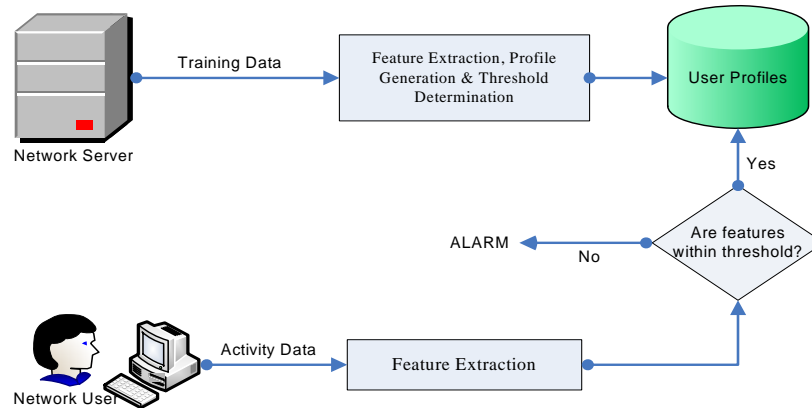 Training Data
Feature Extraction, Profile
Generation & Threshold
Determination
User Profiles
Network Server
Yes
Are features
within threshold?
ALARM
No
Activity Data
Feature Extraction
Network User